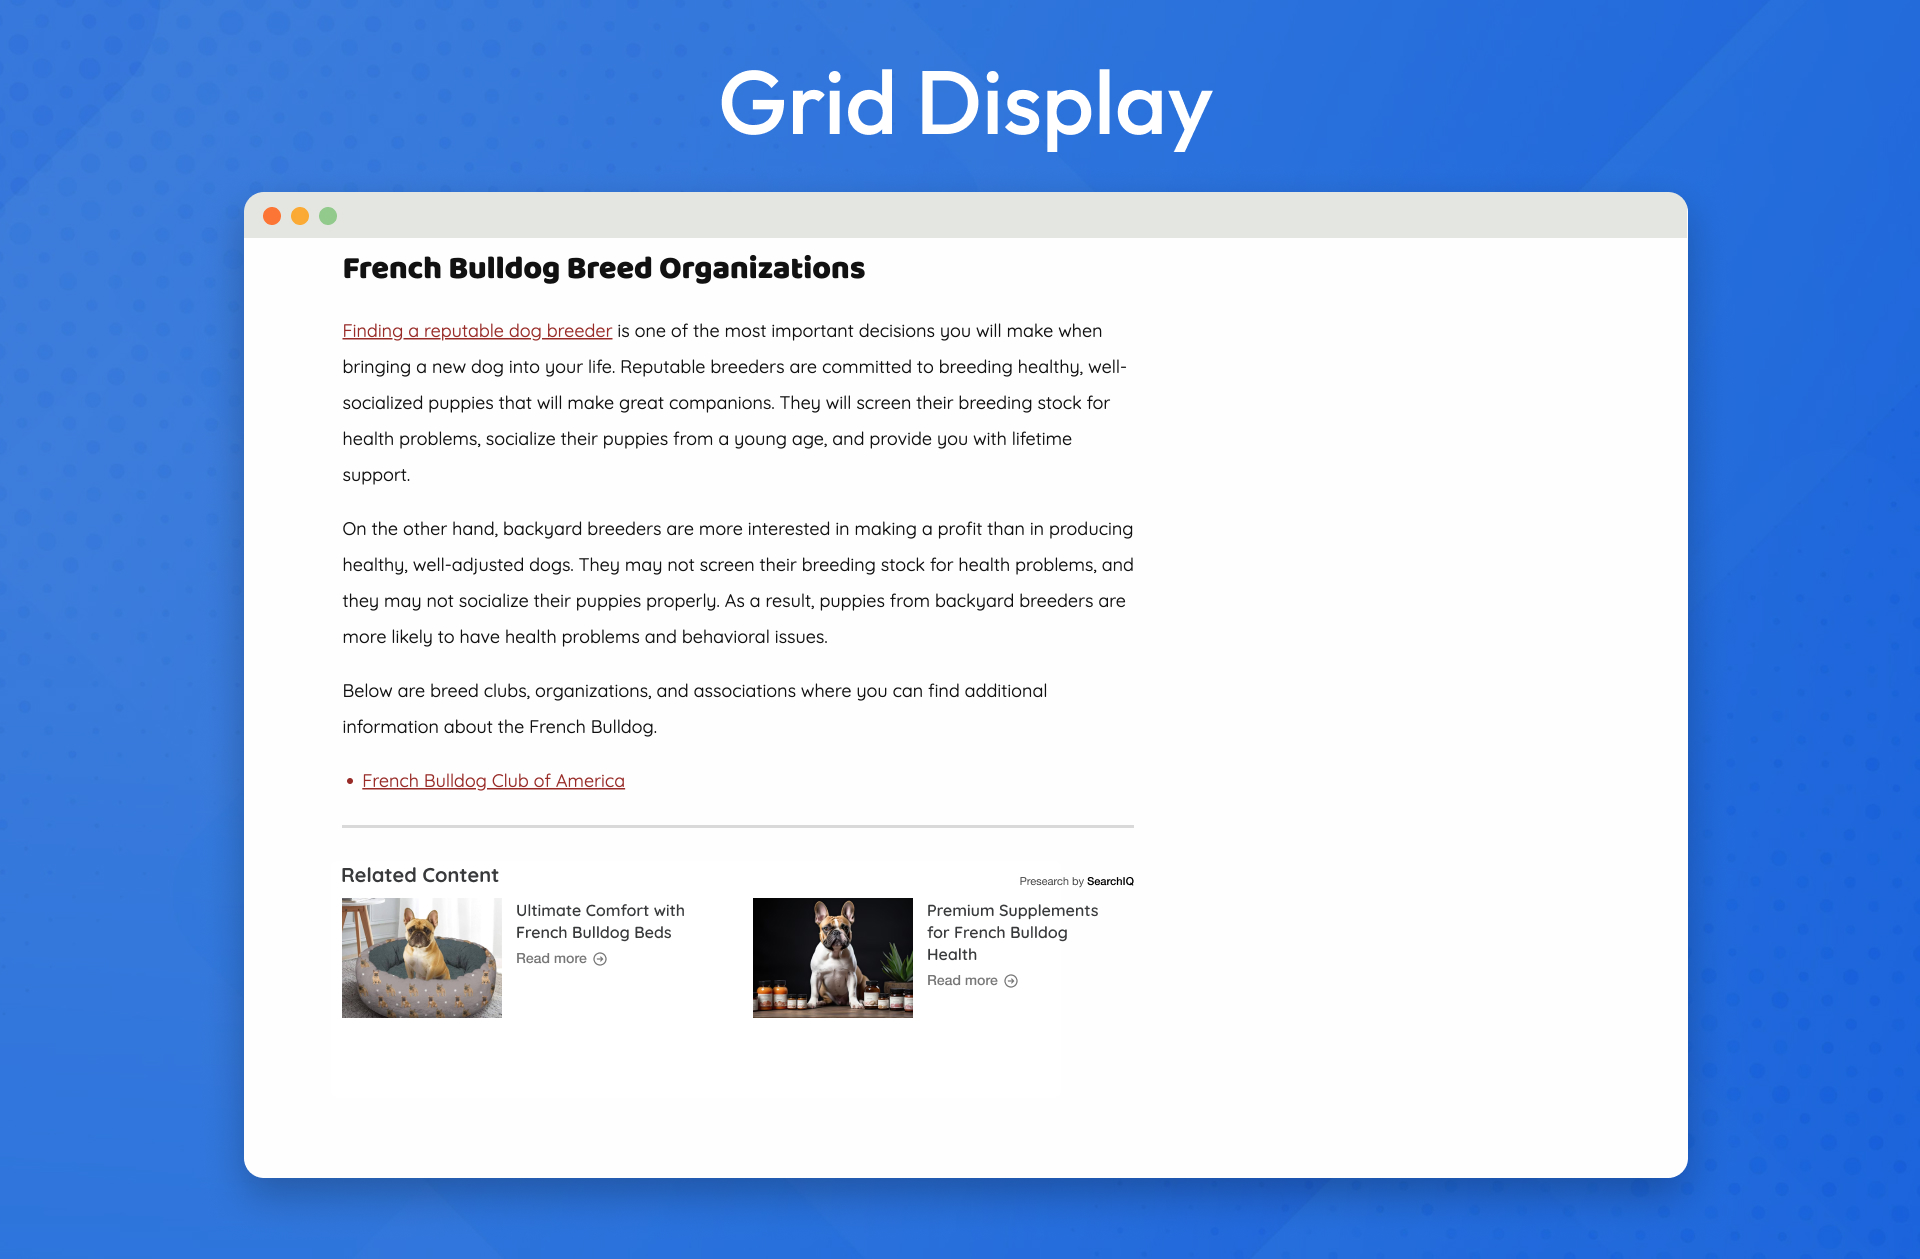 Grid Display
French Bulldog Breed Organizations
Finding a reputable dog breeder is one of the most important decisions you will make when
bringing a new dog into your life. Reputable breeders are committed to breeding healthy, well-
socialized puppies that will make great companions. They will screen their breeding stock for
health problems, socialize their puppies from a young age, and provide you with lifetime
support.
On the other hand, backyard breeders are more interested in making a profit than in producing
healthy, well-adjusted dogs. They may not screen their breeding stock for health problems, and
they may not socialize their puppies properly. As a result, puppies from backyard breeders are
more likely to have health problems and behavioral issues.
Below are breed clubs, organizations, and associations where you can find additional
information about the French Bulldog.
• French Bulldog Club of America
Related Content
Presearch by SearchIQ
Ultimate Comfort with
French Bulldog Beds
Read more
Premium Supplements
for French Bulldog
Health
Read more